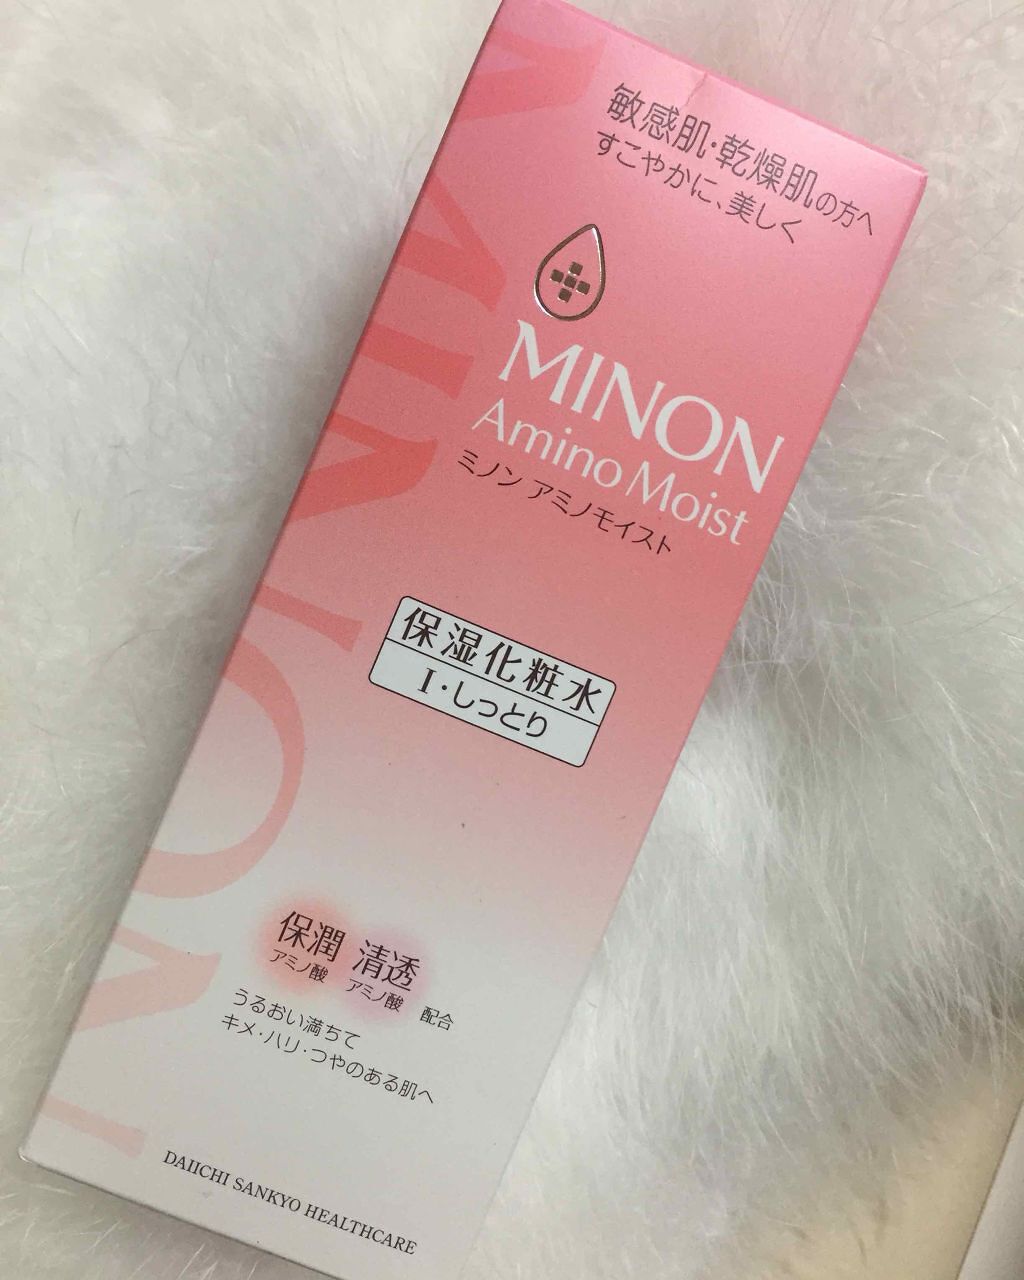 敏感肌・乾燥肌の方へ
すこやかに、美しく
MINON
Amino Moist
ミノン アミノモイスト
保湿化粧水
I・しっとり
保潤 清透
アミノ酸 アミノ酸 配合
うるおい満ちて
キメ・ハリ・つやのある肌へ
DAIICHI SANKYO HEALTHCARE
MINON